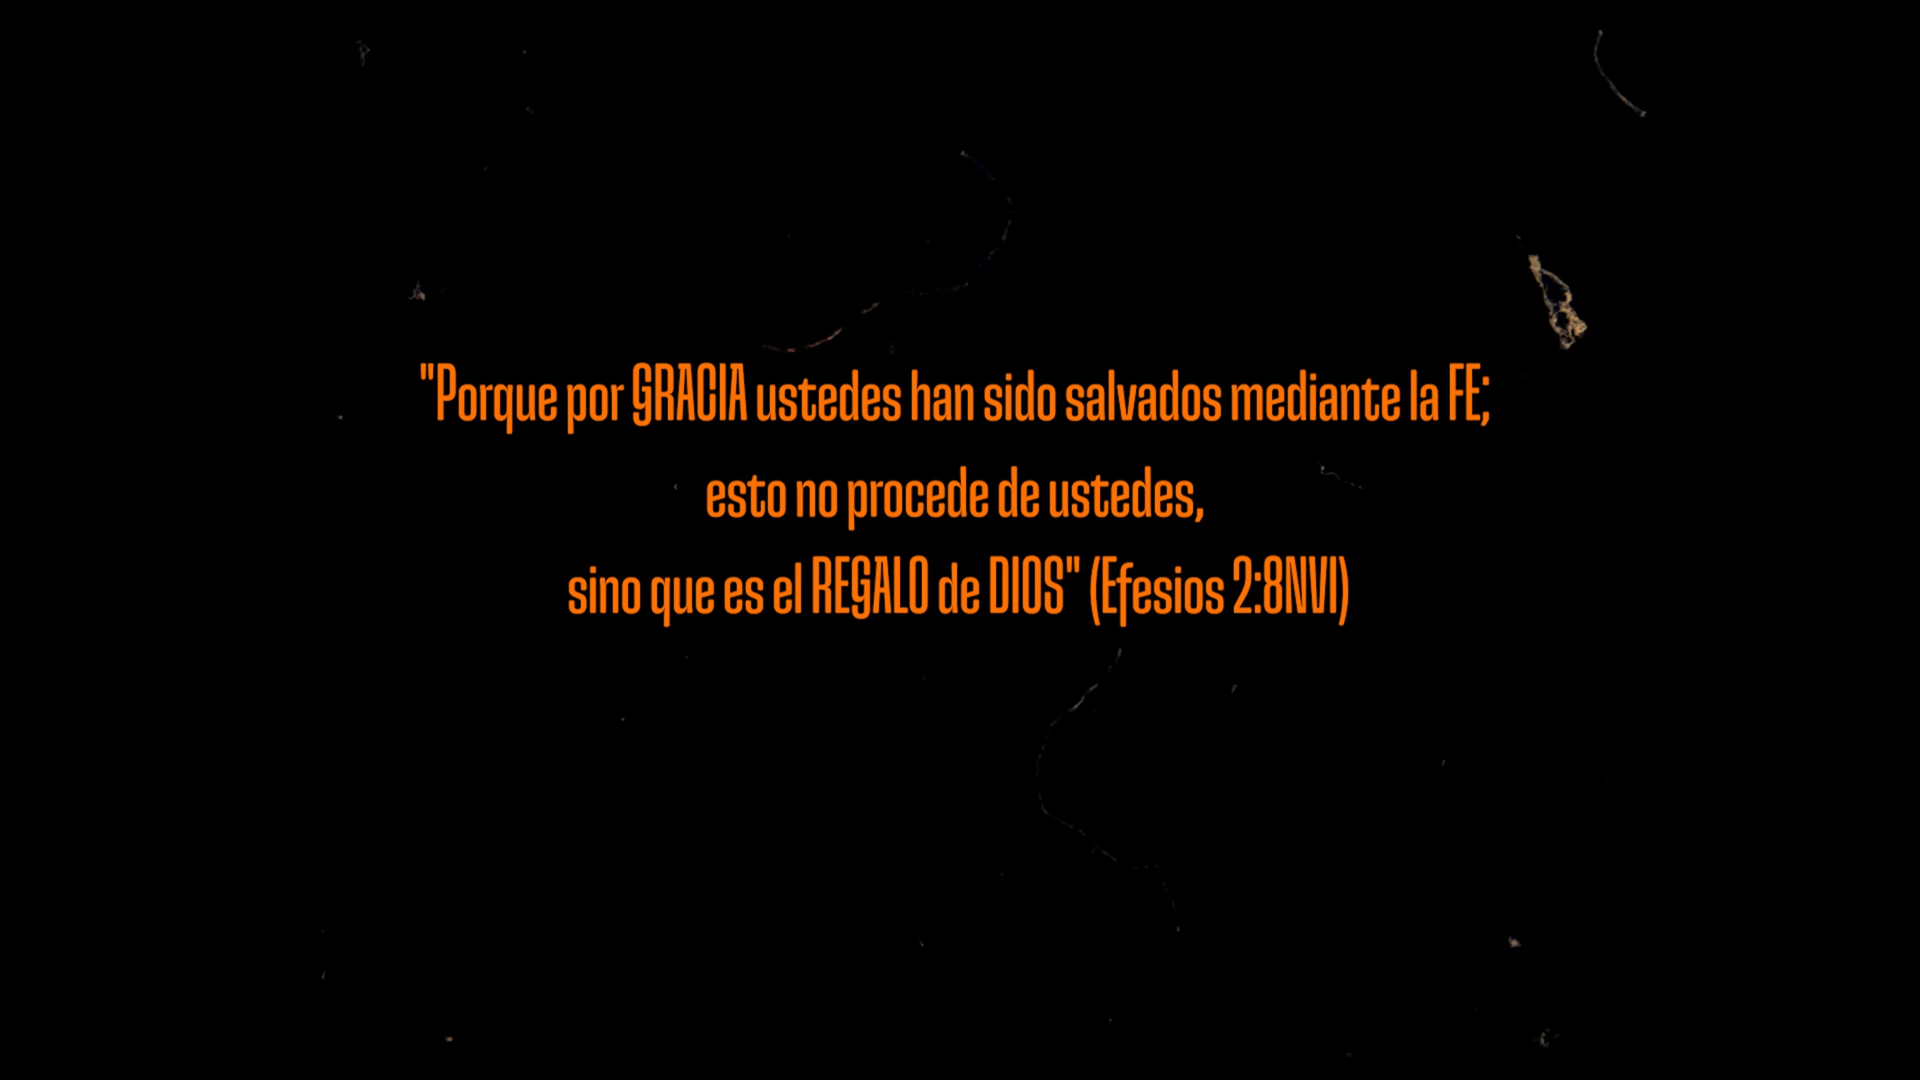 "Porque por GRACIA ustedes han sido salvados mediante la FE;
esto no procede de ustedes,
sino que es el REGALO de DIOS" (Efesios 2:8NVI)